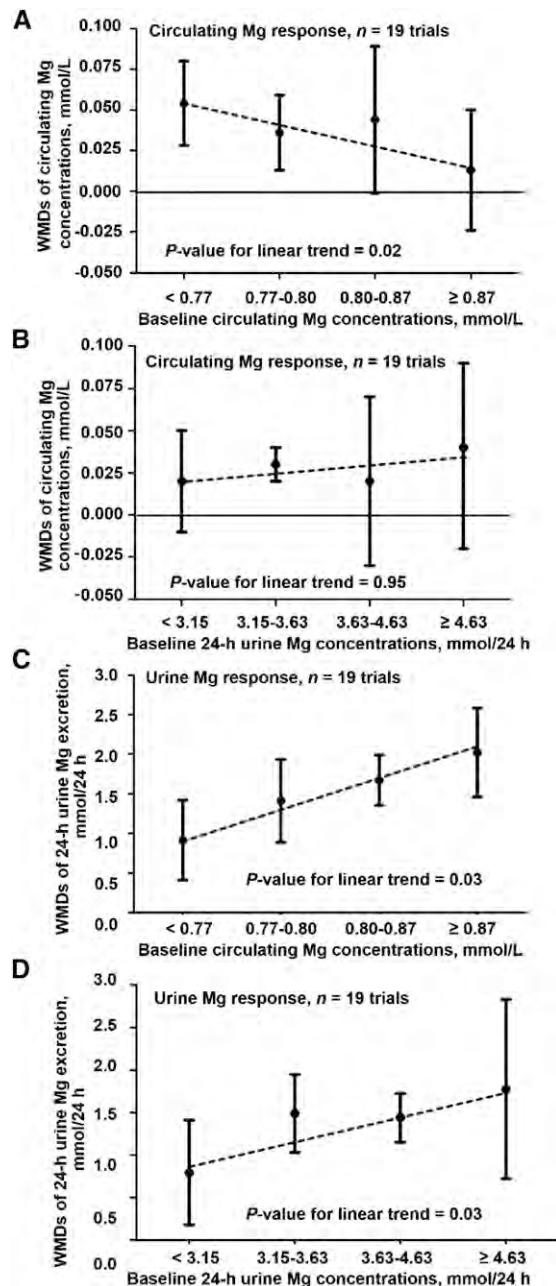 A
Circulating Mg response, n = 19 trials
WMDs of circulating Mg
concentrations, mmol/L
0.100
0.075
0.050
0.025
0.000
-0.025
-0.050
P-value for linear trend = 0.02
< 0.77 0.77-0.80 0.80-0.87 ≥ 0.87
Baseline circulating Mg concentrations, mmol/L
B
Circulating Mg response, n = 19 trials
WMDs of circulating Mg
concentrations, mmol/L
0.100
0.075
0.050
0.025
0.000
-0.025
-0.050
P-value for linear trend = 0.95
< 3.15 3.15-3.63 3.63-4.63 ≥ 4.63
Baseline 24-h urine Mg concentrations, mmol/24 h
C
Urine Mg response, n = 19 trials
WMDs of 24-h urine Mg excretion,
mmol/24 h
3.0
2.5
2.0
1.5
1.0
0.5
0.0
P-value for linear trend = 0.03
< 0.77 0.77-0.80 0.80-0.87 ≥ 0.87
Baseline circulating Mg concentrations, mmol/L
D
Urine Mg response, n = 19 trials
WMDs of 24-h urine Mg excretion,
mmol/24 h
3.0
2.5
2.0
1.5
1.0
0.5
0.0
P-value for linear trend = 0.03
< 3.15 3.15-3.63 3.63-4.63 ≥ 4.63
Baseline 24-h urine Mg concentrations, mmol/24 h